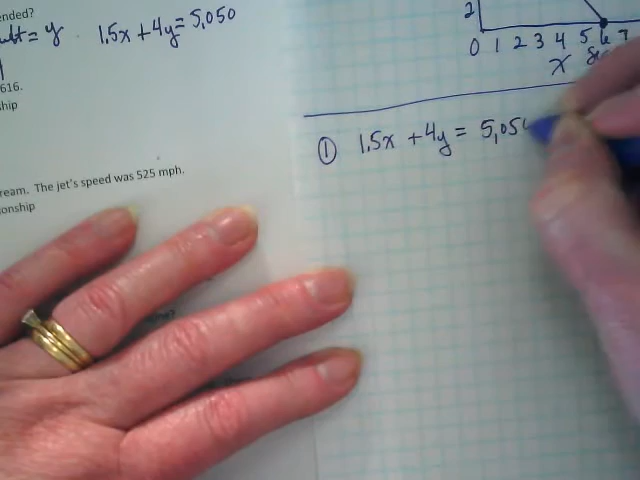 ended?
= y 1.5x + 4y = 5,050
616.
ship
ream. The jet's speed was 525 mph.
onship
2
0 1 2 3 4 5 6 7
X
① 1.5x + 4y = 5,05